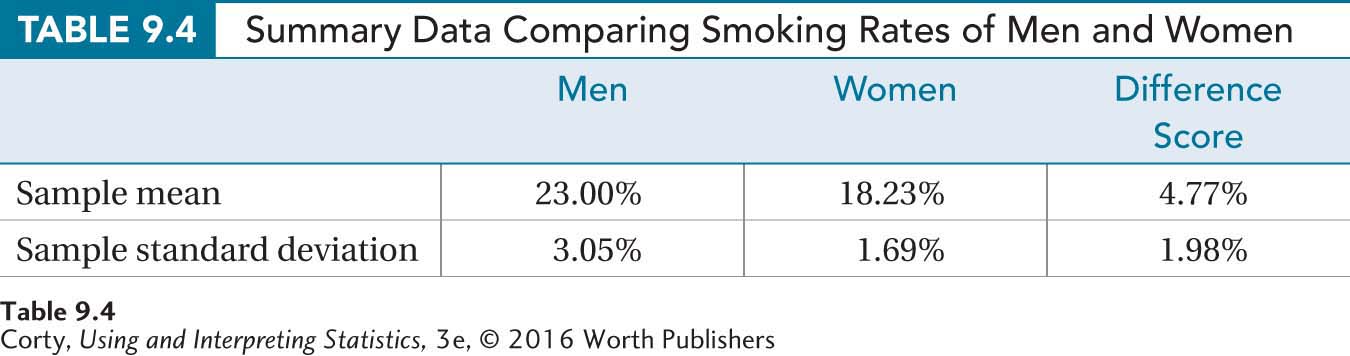 TABLE 9.4 Summary Data Comparing Smoking Rates of Men and Women
Men Women Difference
Score
Sample mean 23.00% 18.23% 4.77%
Sample standard deviation 3.05% 1.69% 1.98%
Table 9.4
Corty, Using and Interpreting Statistics, 3e, © 2016 Worth Publishers